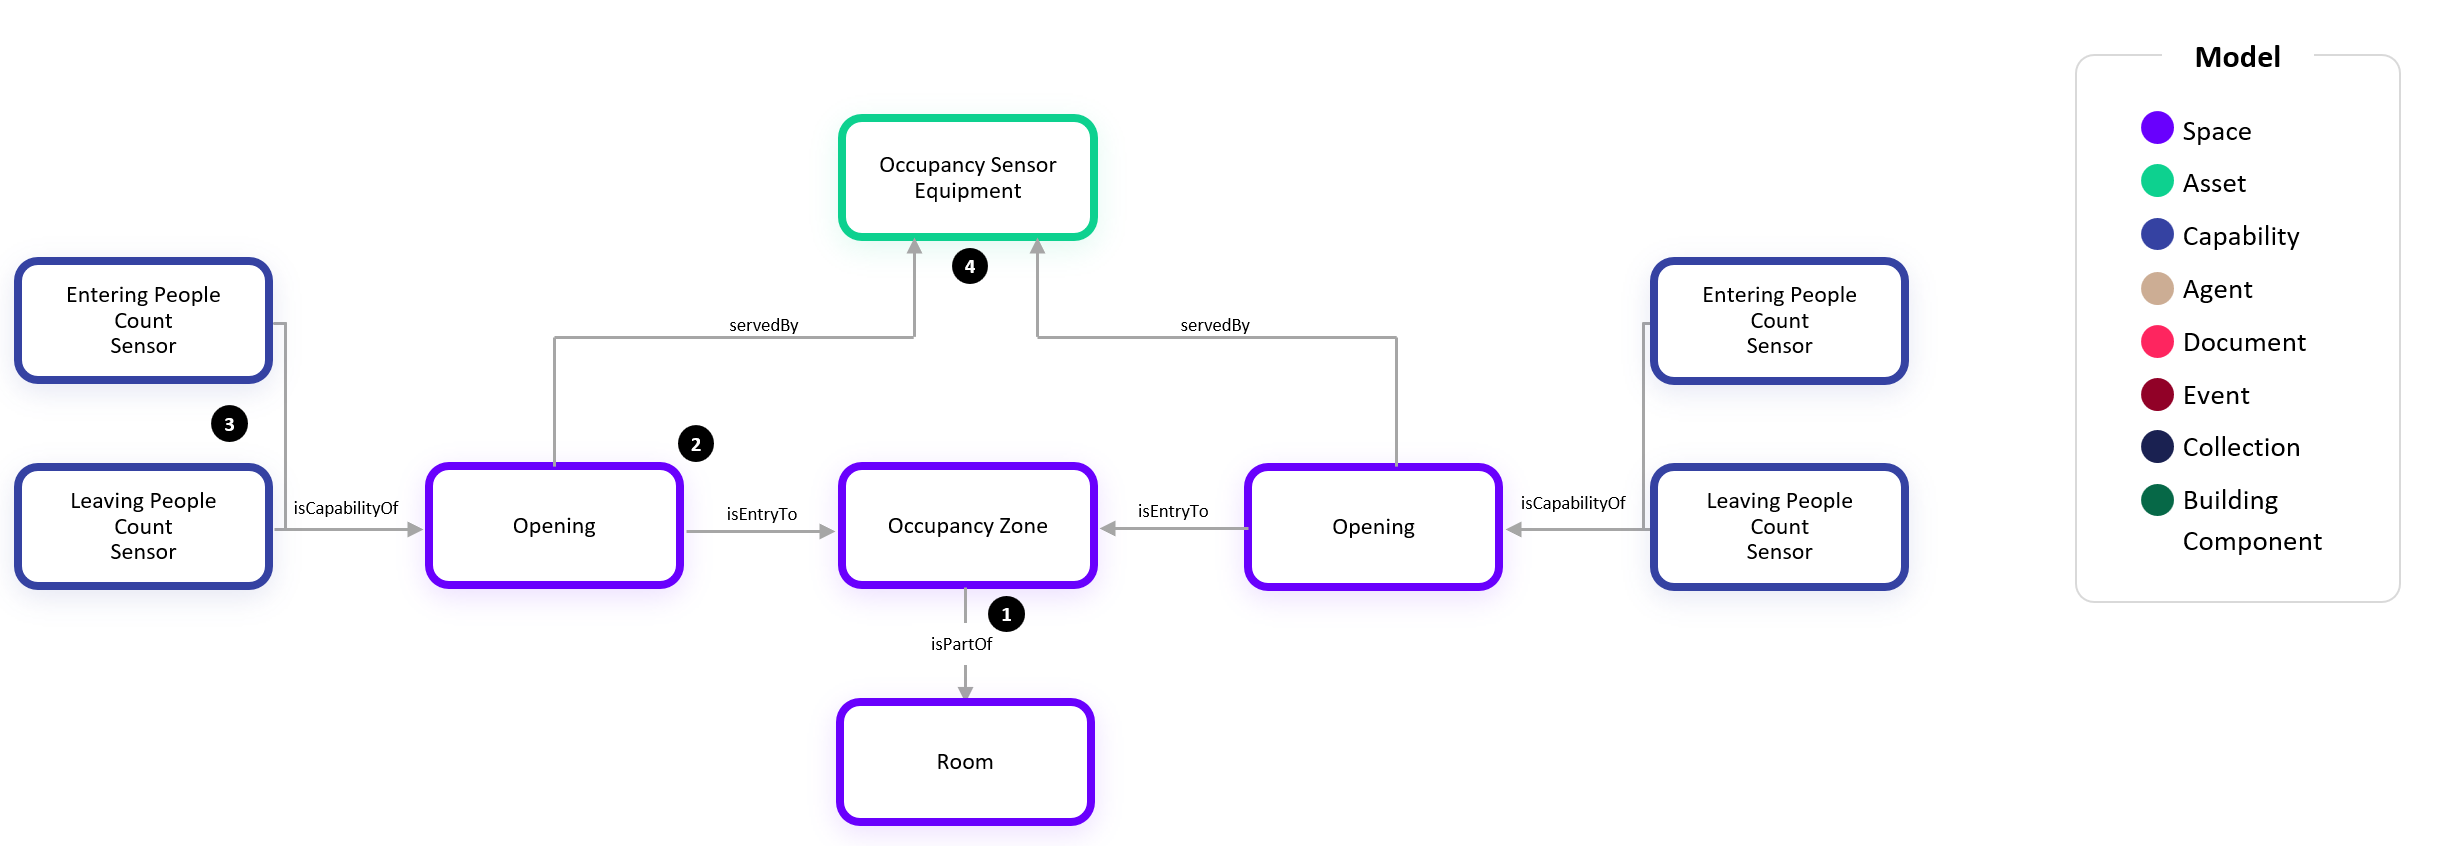 Model
Space
Asset
Capability
Agent
Document
Event
Collection
Building
Component
Occupancy Sensor
Equipment
4
servedBy
servedBy
Entering People
Count
Sensor
3
Leaving People
Count
Sensor
isCapabilityOf
Opening
2
isEntryTo
Occupancy Zone
isEntryTo
Opening
isCapabilityOf
Entering People
Count
Sensor
Leaving People
Count
Sensor
1
isPartOf
Room